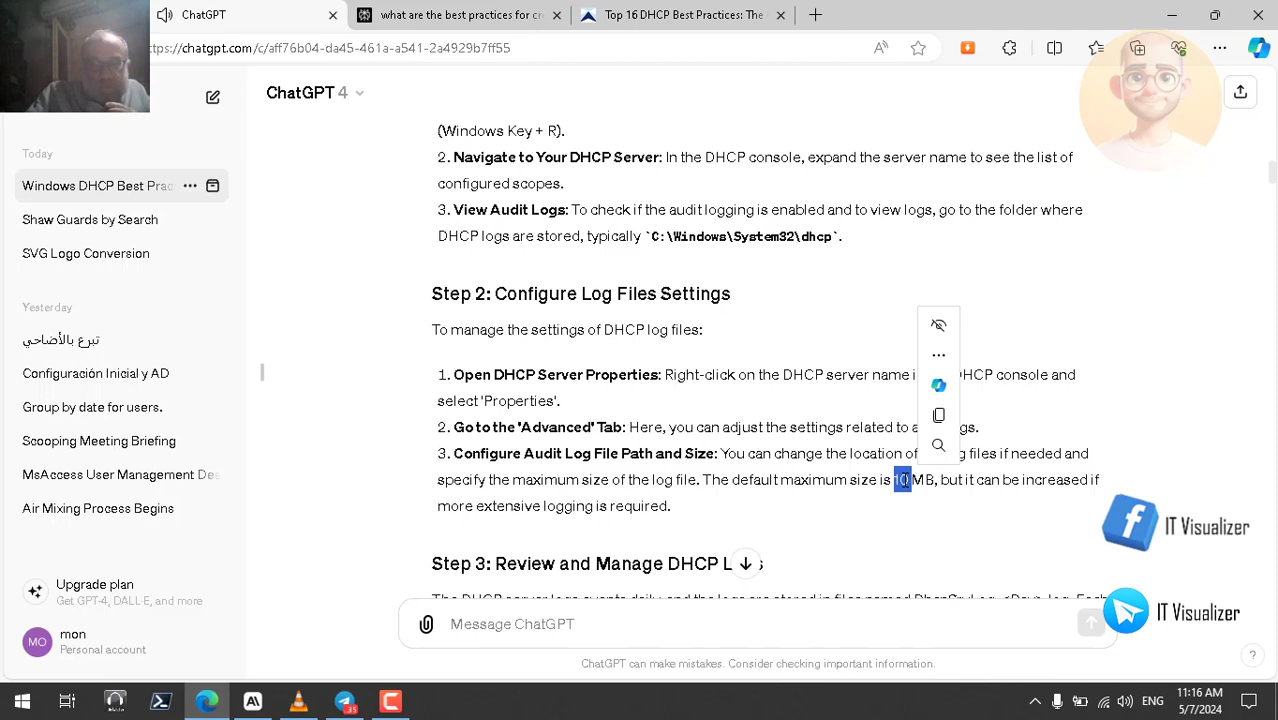 ChatGPT
what are the best practices for cr
Top 16 DHCP Best Practices: The
ttps://chatgpt.com/c/aff76b04-da45-461a-a541-2a4929b7ff55
ChatGPT 4
Today
Windows DHCP Best Prac
Shaw Guards by Search
SVG Logo Conversion
Yesterday
تبرع بالأضاحي
Configuración Inicial y AD
Group by date for users.
Scooping Meeting Briefing
MsAccess User Management Dea
Air Mixing Process Begins
Upgrade plan
Get GPT-4, DALL·E, and more
MO
mon
Personal account
(Windows Key + R).
2. Navigate to Your DHCP Server: In the DHCP console, expand the server name to see the list of
configured scopes.
3. View Audit Logs: To check if the audit logging is enabled and to view logs, go to the folder where
DHCP logs are stored, typically `C:\Windows\System32\dhcp`.
Step 2: Configure Log Files Settings
To manage the settings of DHCP log files:
1. Open DHCP Server Properties: Right-click on the DHCP server name i DHCP console and
select 'Properties'.
2. Go to the 'Advanced' Tab: Here, you can adjust the settings related to a gs.
3. Configure Audit Log File Path and Size: You can change the location of g files if needed and
specify the maximum size of the log file. The default maximum size is 10 MB, but it can be increased if
more extensive logging is required.
Step 3: Review and Manage DHCP L s
Message ChatGPT
ChatGPT can make mistakes. Consider checking important information.
?
IT Visualizer
IT Visualizer
35
ENG
11:16 AM
5/7/2024